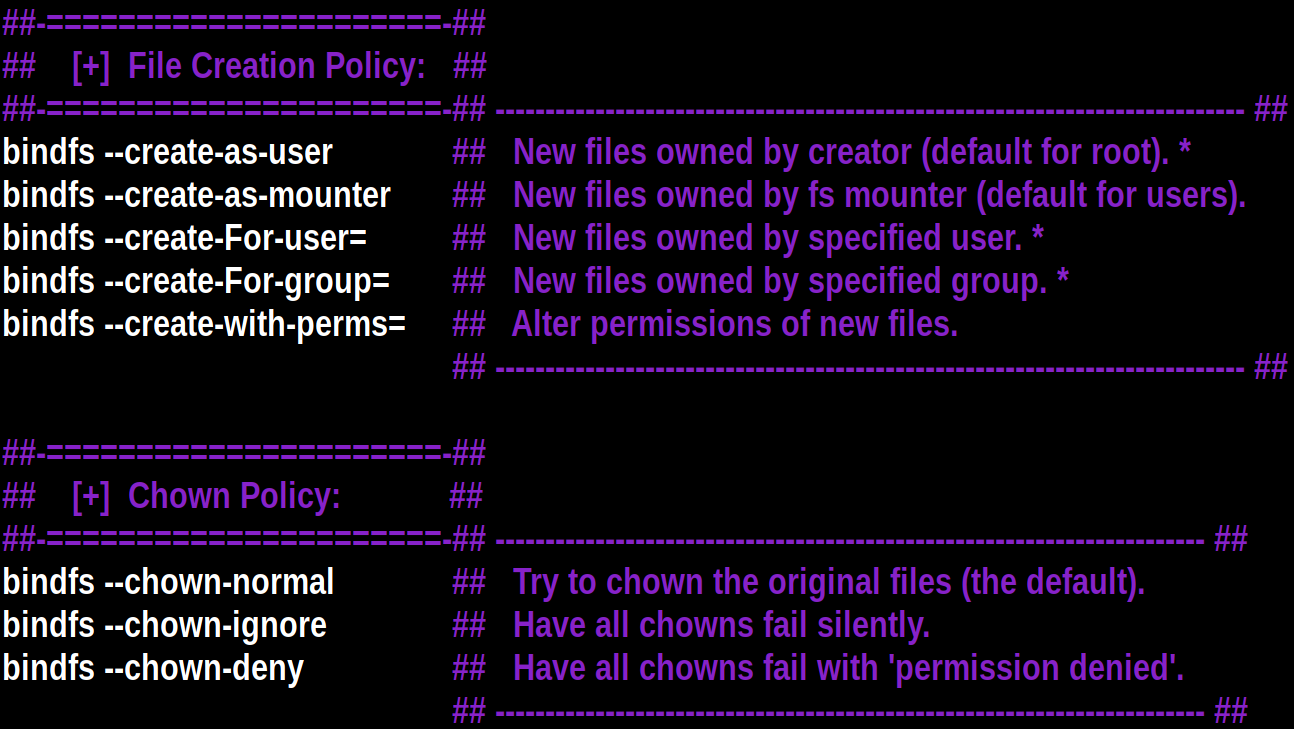 ##-======================-##
## [+] File Creation Policy: ##
##-======================-## --------------------------------------------------------------------------- ##
bindfs --create-as-user ## New files owned by creator (default for root). *
bindfs --create-as-mounter ## New files owned by fs mounter (default for users).
bindfs --create-For-user= ## New files owned by specified user. *
bindfs --create-For-group= ## New files owned by specified group. *
bindfs --create-with-perms= ## Alter permissions of new files.
## --------------------------------------------------------------------------- ##
##-======================-##
## [+] Chown Policy: ##
##-======================-## ----------------------------------------------------------------------- ##
bindfs --chown-normal ## Try to chown the original files (the default).
bindfs --chown-ignore ## Have all chowns fail silently.
bindfs --chown-deny ## Have all chowns fail with 'permission denied'.
## ----------------------------------------------------------------------- ##